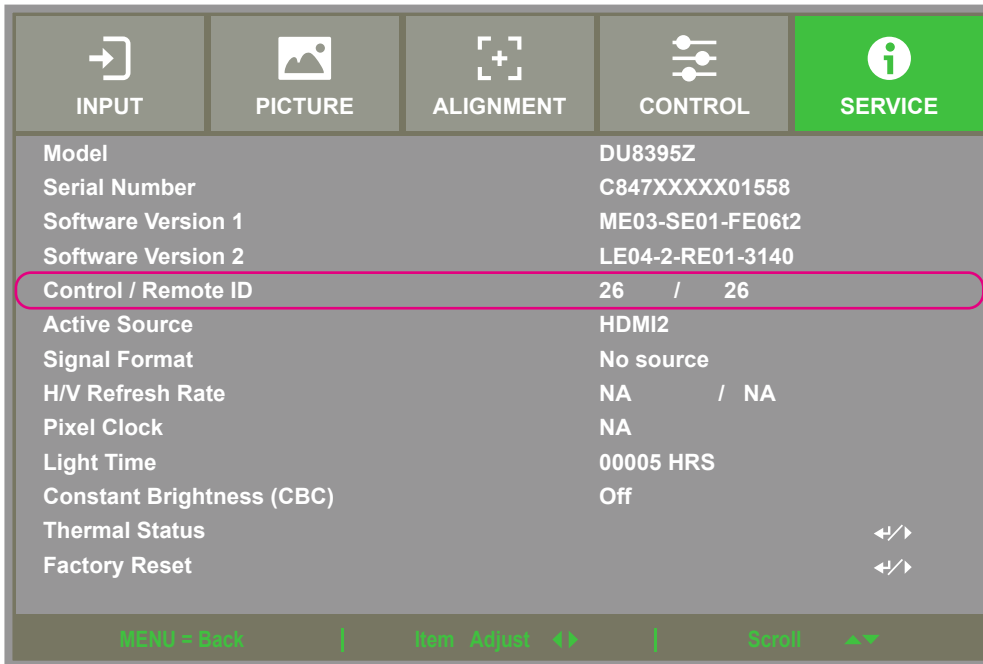 INPUT PICTURE ALIGNMENT CONTROL SERVICE
Model DU8395Z
Serial Number C847XXXXX01558
Software Version 1 ME03-SE01-FE06t2
Software Version 2 LE04-2-RE01-3140
Control / Remote ID 26 / 26
Active Source HDMI2
Signal Format No source
H/V Refresh Rate NA / NA
Pixel Clock NA
Light Time 00005 HRS
Constant Brightness (CBC) Off
Thermal Status
Factory Reset
MENU = Back | Item Adjust | Scroll